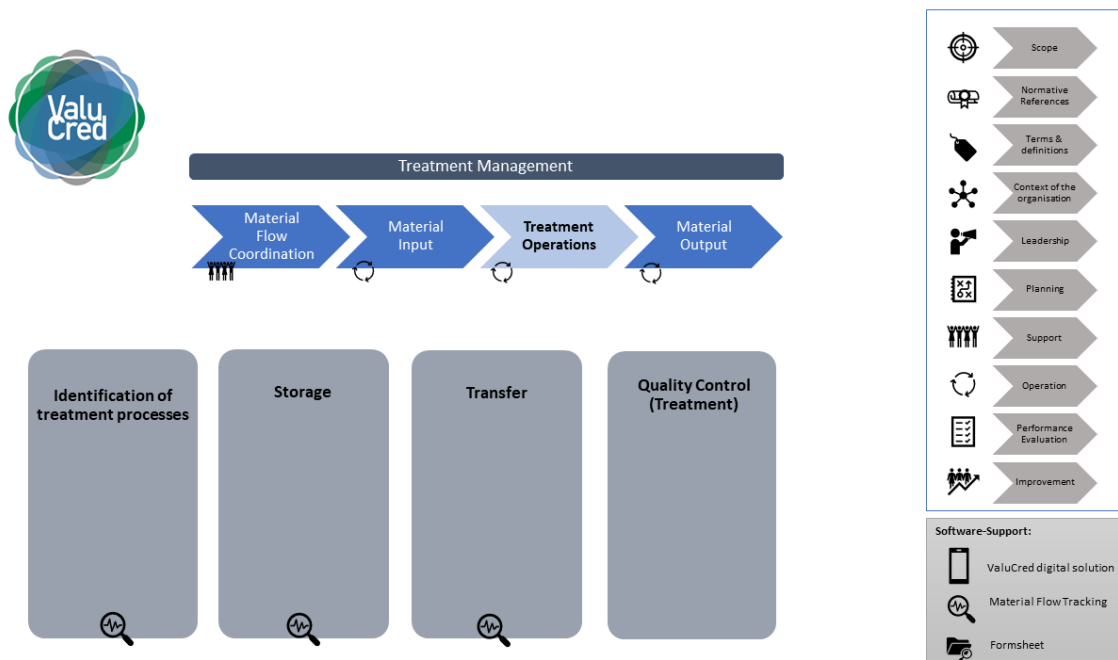 Valu
Cred
Treatment Management
Material
Flow
Coordination
Material
Input
Treatment
Operations
Material
Output
Identification of
treatment processes
Storage
Transfer
Quality Control
(Treatment)
Scope
Normative
References
Terms &
definitions
Context of the
organisation
Leadership
Planning
Support
Operation
Performance
Evaluation
Improvement
Software-Support:
ValuCred digital solution
Material Flow Tracking
Formsheet